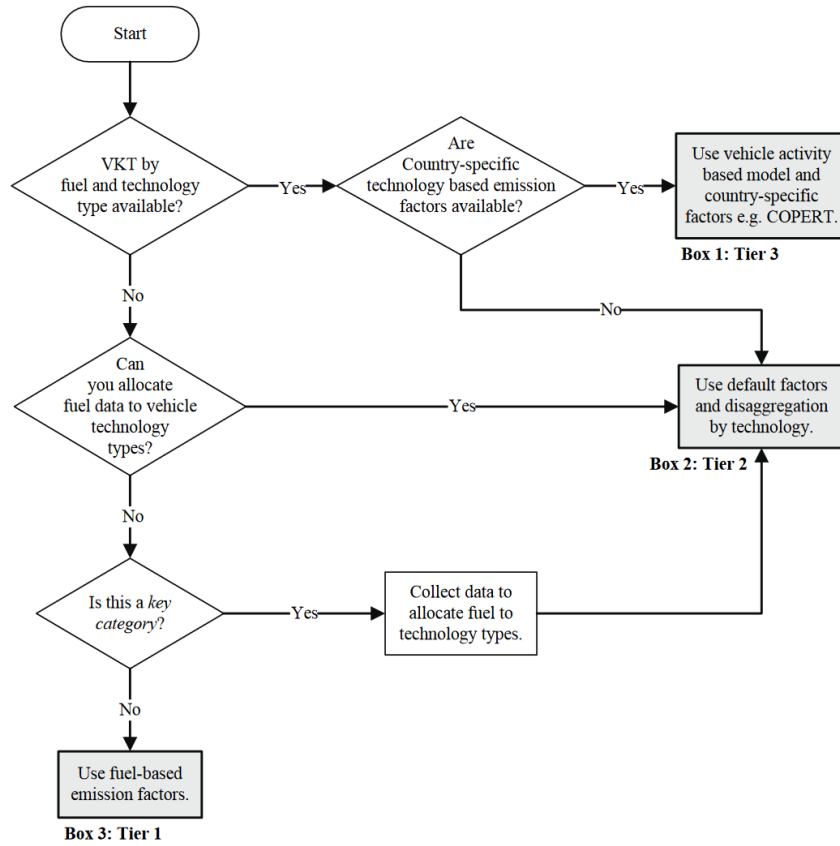 Start
VKT by
fuel and technology
type available?
Yes
Are
Country-specific
technology based emission
factors available?
Yes
Use vehicle activity
based model and
country-specific
factors e.g. COPERT.
Box 1: Tier 3
No
No
Can
you allocate
fuel data to vehicle
technology
types?
Yes
Use default factors
and disaggregation
by technology.
Box 2: Tier 2
No
Is this a key
category?
Yes
Collect data to
allocate fuel to
technology types.
No
Use fuel-based
emission factors.
Box 3: Tier 1